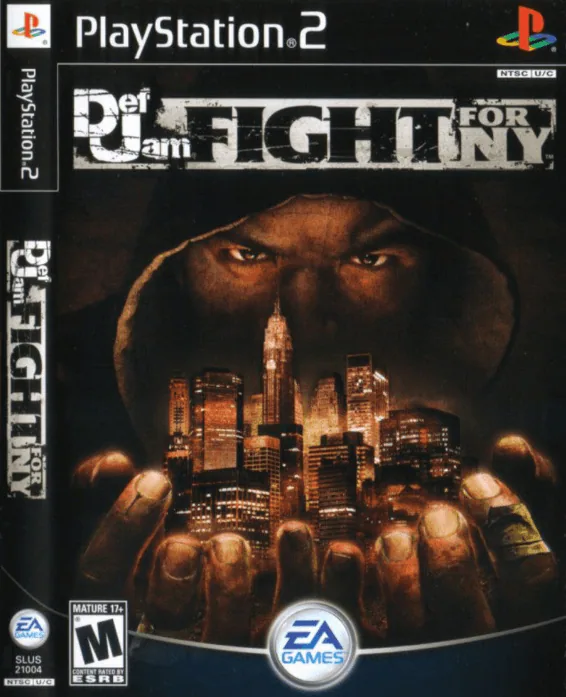 PlayStation®2
NTSC U/C
Def Jam FIGHT FOR NY™
PlayStation®2
Def Jam FIGHT FOR NY
EA GAMES
SLUS
21004
NTSC U/C
MATURE 17+
M®
CONTENT RATED BY
ESRB
EA
GAMES